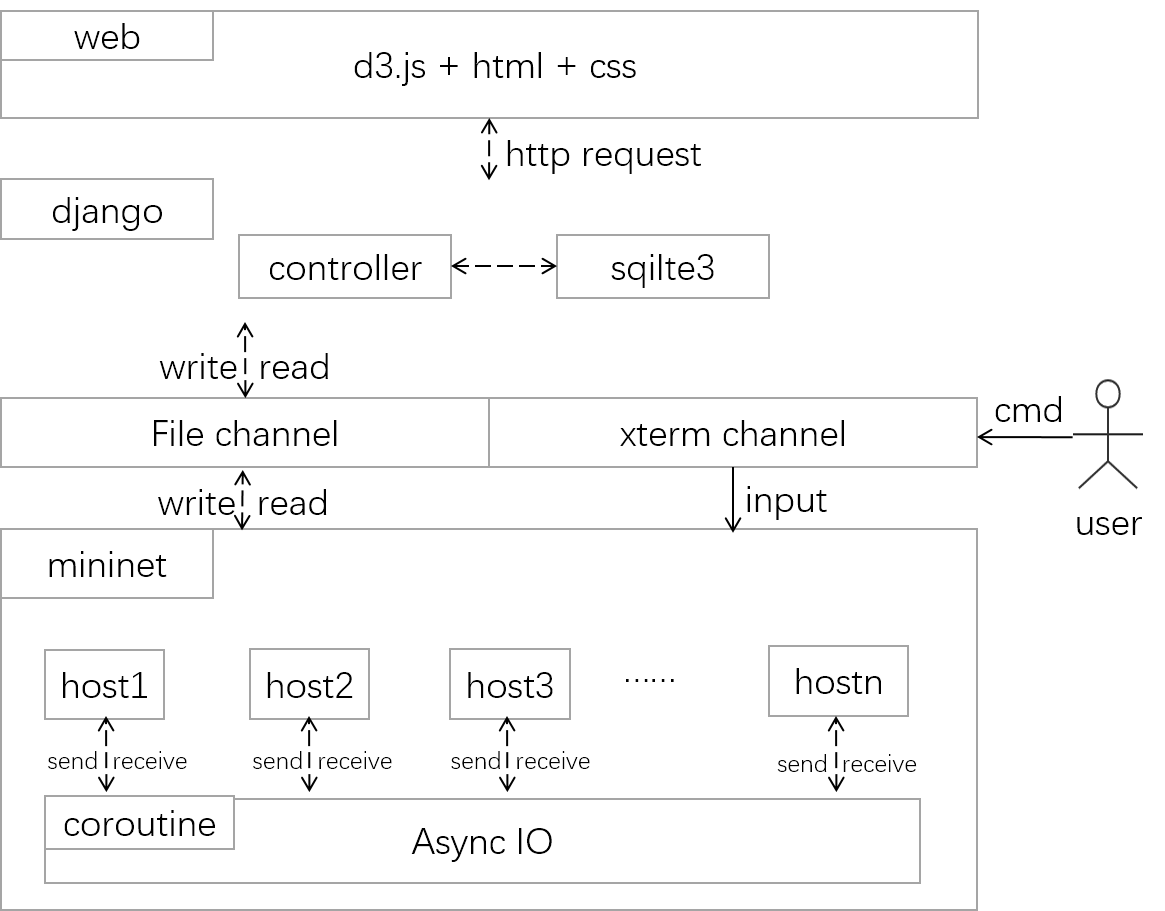 web
d3.js + html + css
http request
django
controller
sqilte3
write
read
File channel
xterm channel
cmd
user
write
read
input
mininet
host1
host2
host3
......
hostn
send
receive
send
receive
send
receive
send
receive
coroutine
Async IO